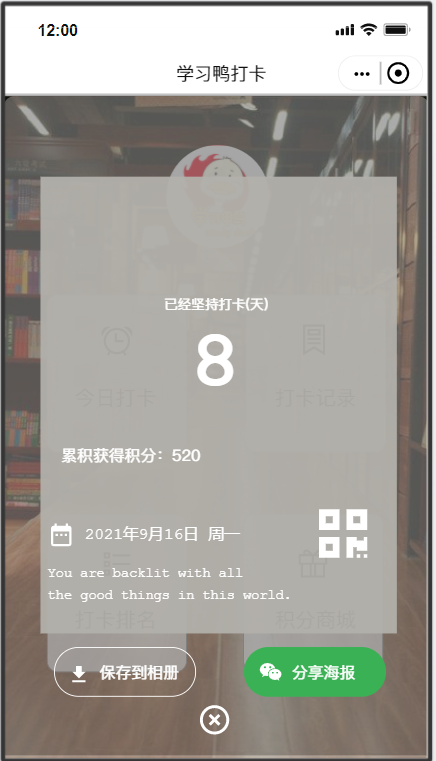 12:00
学习鸭打卡
已经坚持打卡(天)
8
今日打卡
打卡记录
累积获得积分：520
2021年9月16日 周一
You are backlit with all
the good things in this world.
打卡排名
积分商城
保存到相册
分享海报